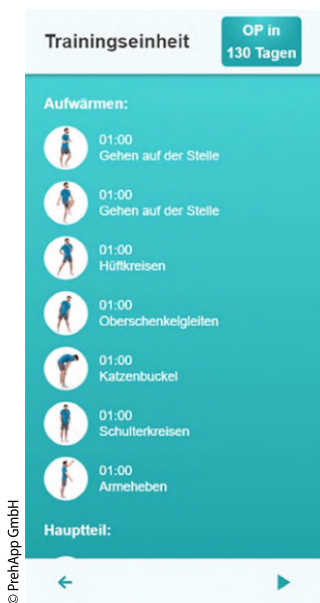 Trainingseinheit
OP in
130 Tagen
Aufwärmen:
01:00
Gehen auf der Stelle
01:00
Gehen auf der Stelle
01:00
Hüftkreisen
01:00
Oberschenkelgleiten
01:00
Katzenbuckel
01:00
Schulterkreisen
01:00
Armeheben
Hauptteil:
© PrehApp GmbH